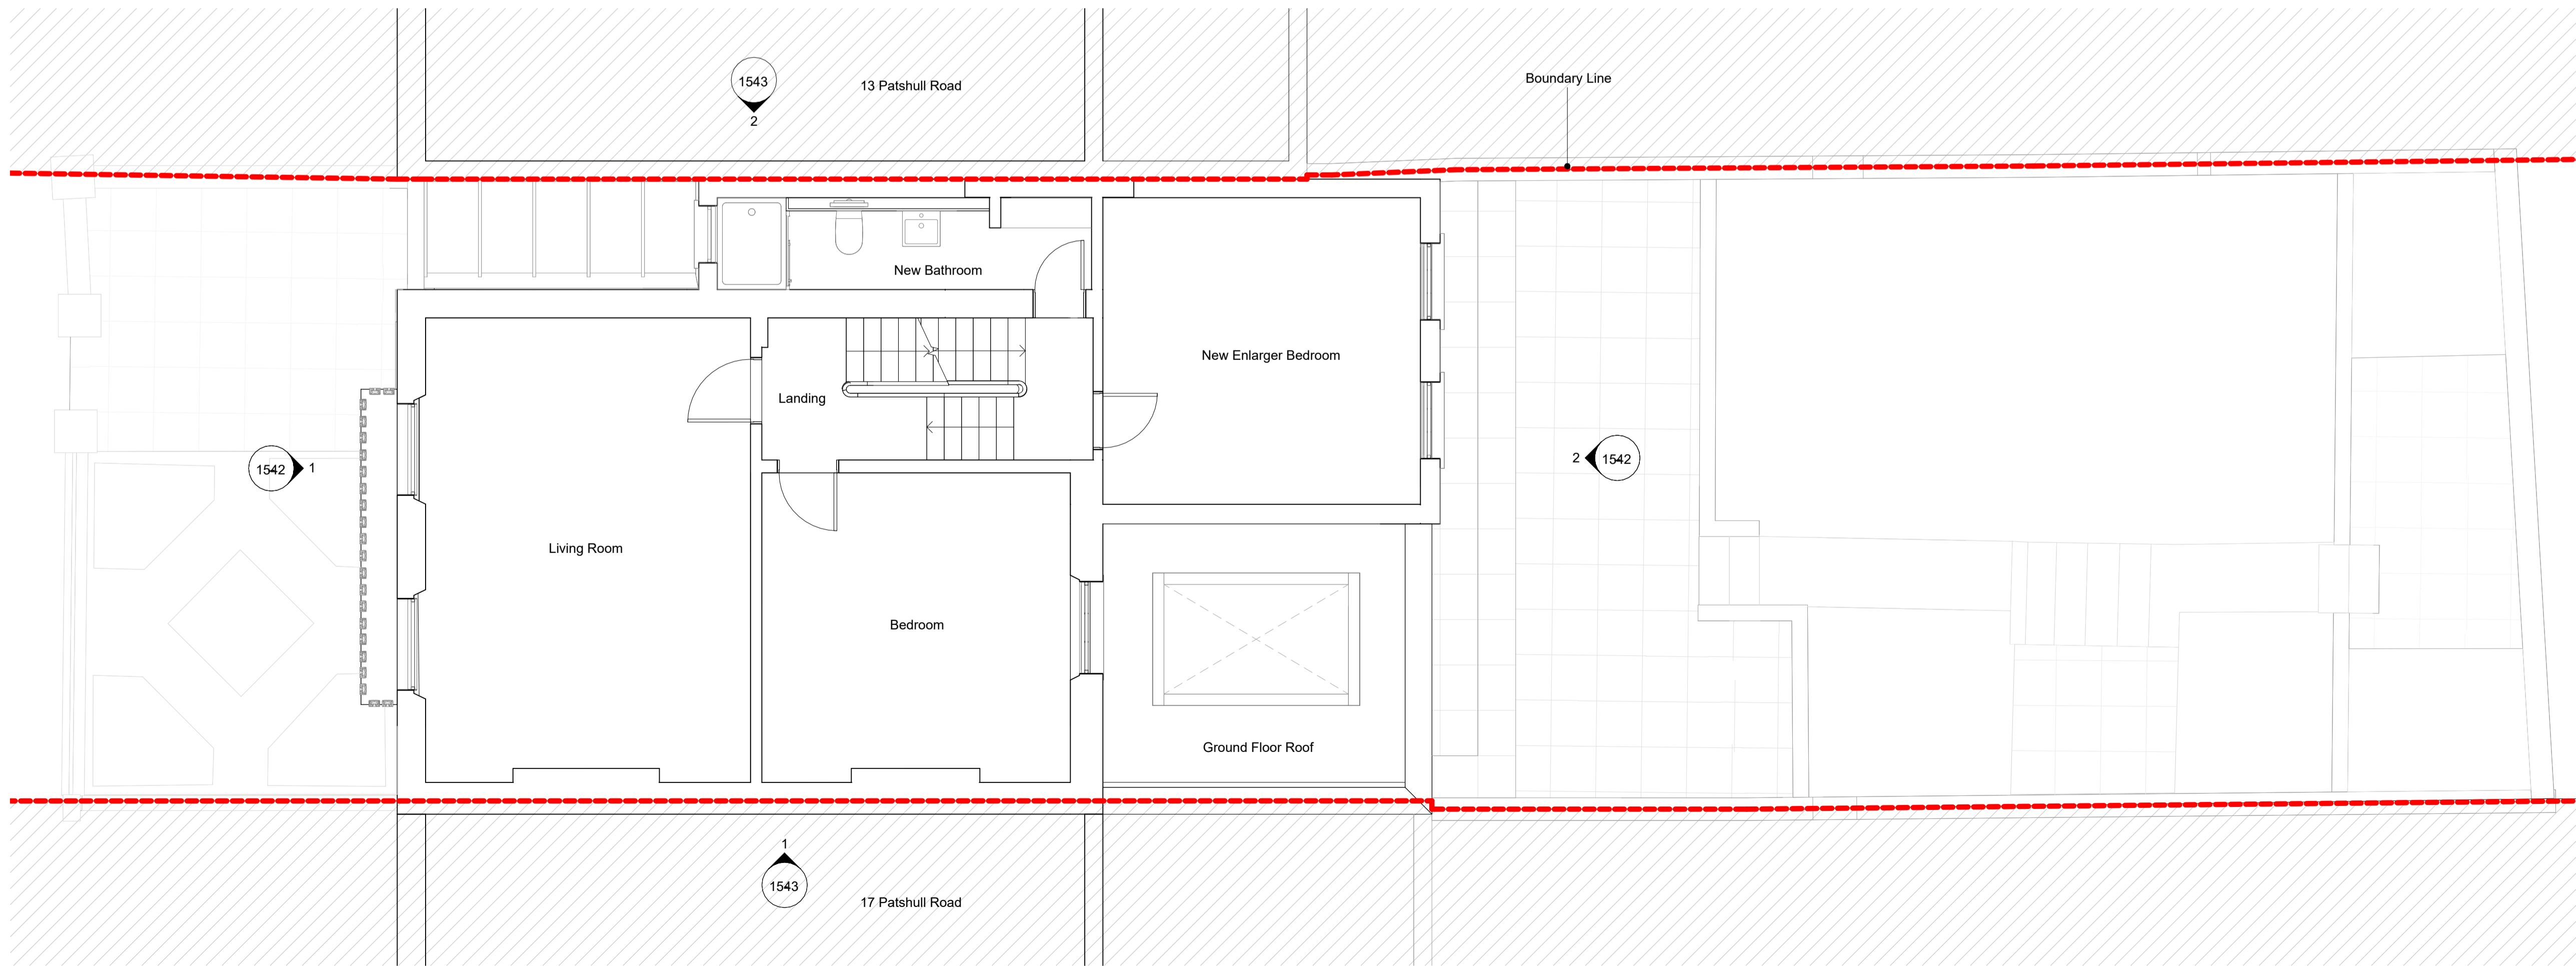 Boundary Line
1543
13 Patshull Road
2
New Bathroom
New Enlarger Bedroom
Landing
1542
1
2
1542
Living Room
Bedroom
Ground Floor Roof
1
1543
17 Patshull Road